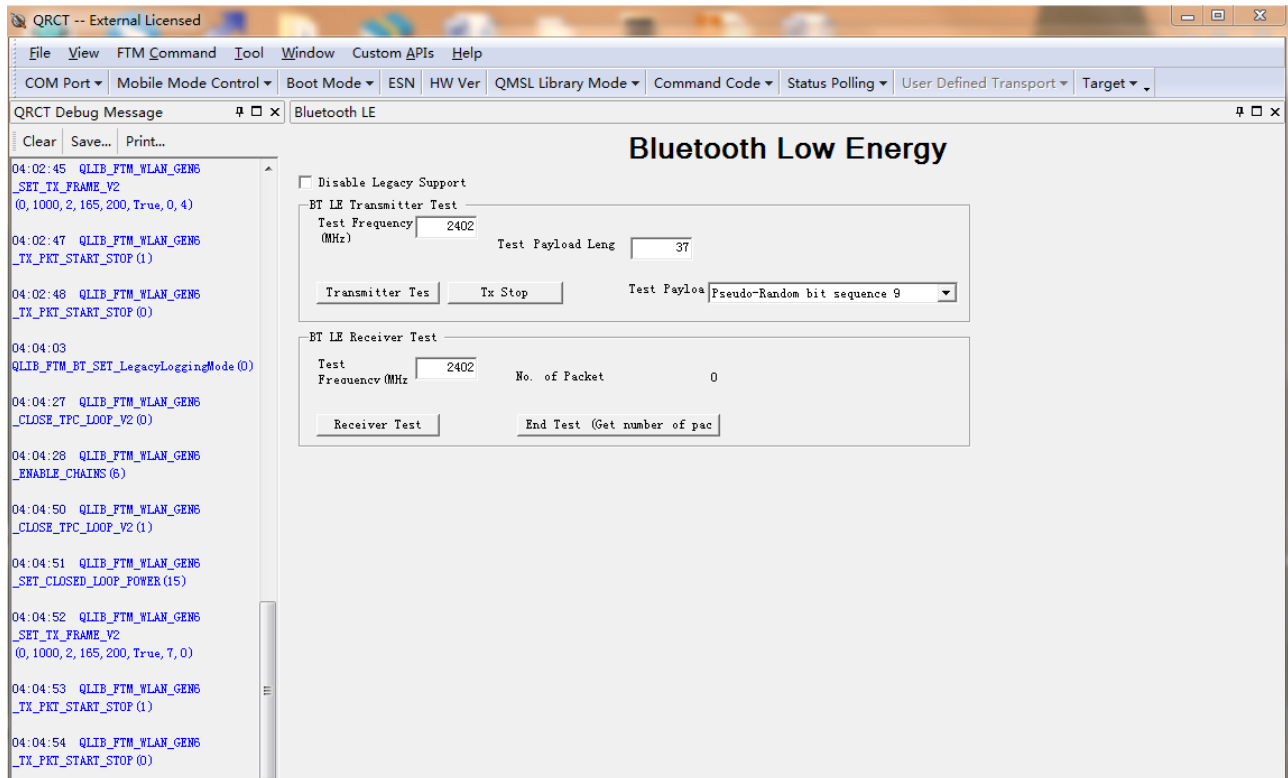 QRCT -- External Licensed
File View FTM Command Tool Window Custom APIs Help
COM Port Mobile Mode Control Boot Mode ESN HW Ver QMSL Library Mode Command Code Status Polling User Defined Transport Target
QRCT Debug Message
Clear Save... Print...
04:02:45 QLIB_FTM_WLAN_GEN6
_SET_TX_FRAME_V2
(0, 1000, 2, 165, 200, True, 0, 4)
04:02:47 QLIB_FTM_WLAN_GEN6
_TX_PKT_START_STOP(1)
04:02:48 QLIB_FTM_WLAN_GEN6
_TX_PKT_START_STOP(0)
04:04:03
QLIB_FTM_BT_SET_LegacyLoggingMode(0)
04:04:27 QLIB_FTM_WLAN_GEN6
_CLOSE_TPC_LOOP_V2(0)
04:04:28 QLIB_FTM_WLAN_GEN6
_ENABLE_CHAINS(6)
04:04:50 QLIB_FTM_WLAN_GEN6
_CLOSE_TPC_LOOP_V2(1)
04:04:51 QLIB_FTM_WLAN_GEN6
_SET_CLOSED_LOOP_POWER(15)
04:04:52 QLIB_FTM_WLAN_GEN6
_SET_TX_FRAME_V2
(0, 1000, 2, 165, 200, True, 7, 0)
04:04:53 QLIB_FTM_WLAN_GEN6
_TX_PKT_START_STOP(1)
04:04:54 QLIB_FTM_WLAN_GEN6
_TX_PKT_START_STOP(0)
Bluetooth LE
Bluetooth Low Energy
Disable Legacy Support
BT LE Transmitter Test
Test Frequency
(MHz)
2402
Test Payload Leng
37
Transmitter Tes
Tx Stop
Test Payloa
Pseudo-Random bit sequence 9
BT LE Receiver Test
Test
Frequency (MHz
2402
No. of Packet
0
Receiver Test
End Test (Get number of pac